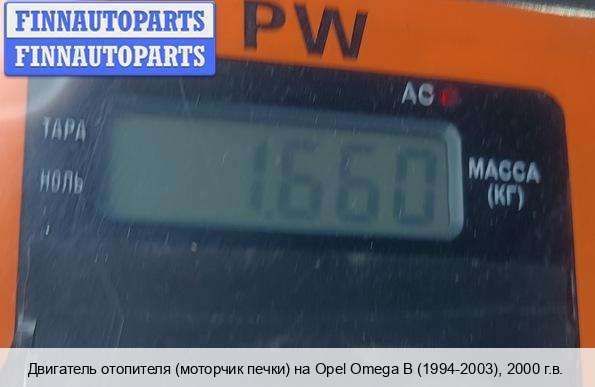 FINNAUTOPARTS
FINNAUTOPARTS
PW
AC
ТАРА
1.660
НОЛЬ
МАССА
(КГ)
Двигатель отопителя (моторчик печки) на Opel Omega B (1994-2003), 2000 г.в.